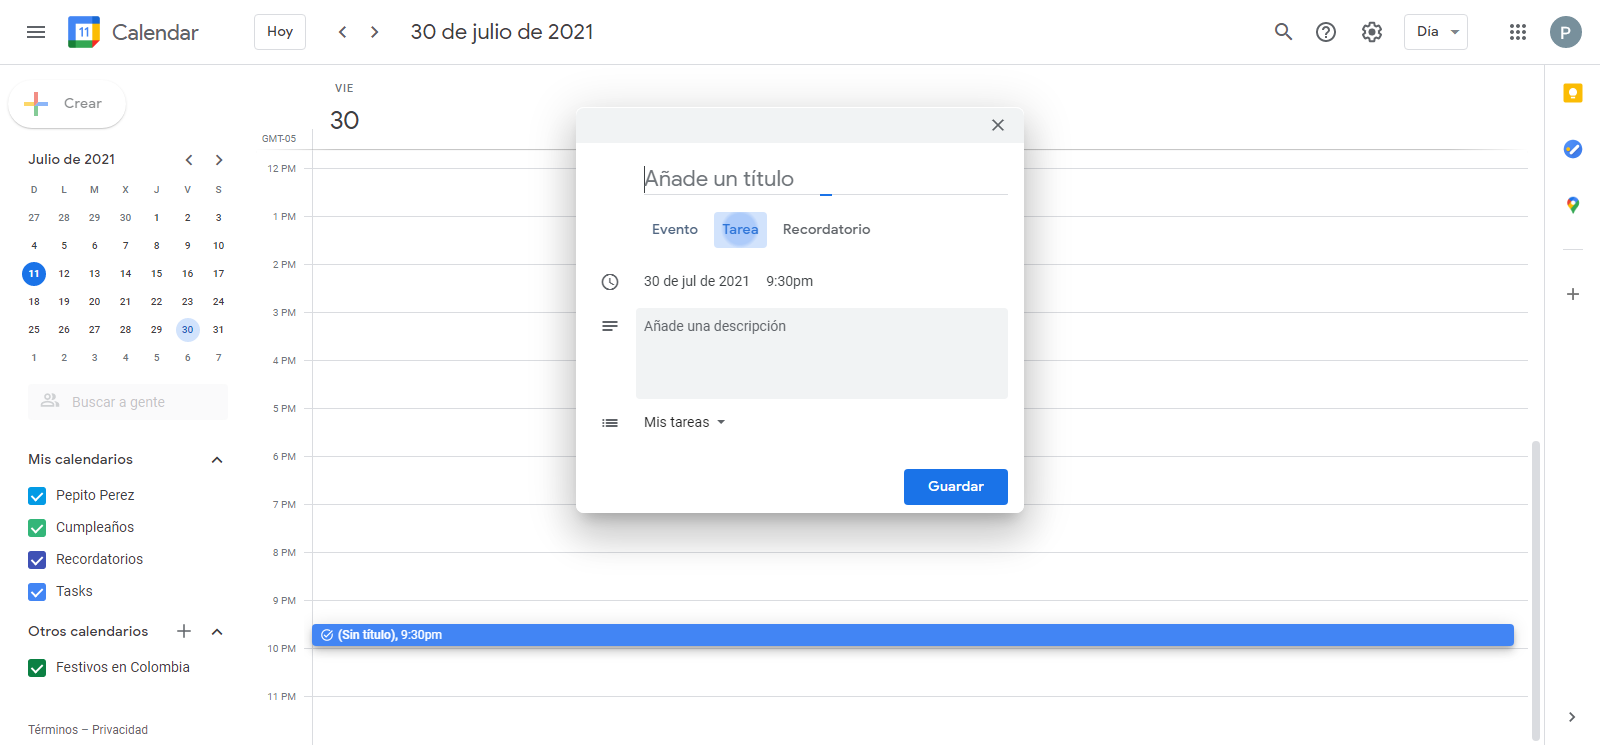 11 Calendar
Hoy
30 de julio de 2021
Día
P
Crear
Julio de 2021
D L M X J V S
27 28 29 30 1 2 3
4 5 6 7 8 9 10
11 12 13 14 15 16 17
18 19 20 21 22 23 24
25 26 27 28 29 30 31
1 2 3 4 5 6 7
Buscar a gente
Mis calendarios
Pepito Perez
Cumpleaños
Recordatorios
Tasks
Otros calendarios
Festivos en Colombia
Términos – Privacidad
VIE
30
GMT-05
12 PM
1 PM
2 PM
3 PM
4 PM
5 PM
6 PM
7 PM
8 PM
9 PM
(Sin título), 9:30pm
10 PM
11 PM
Añade un título
Evento Tarea Recordatorio
30 de jul de 2021 9:30pm
Añade una descripción
Mis tareas
Guardar